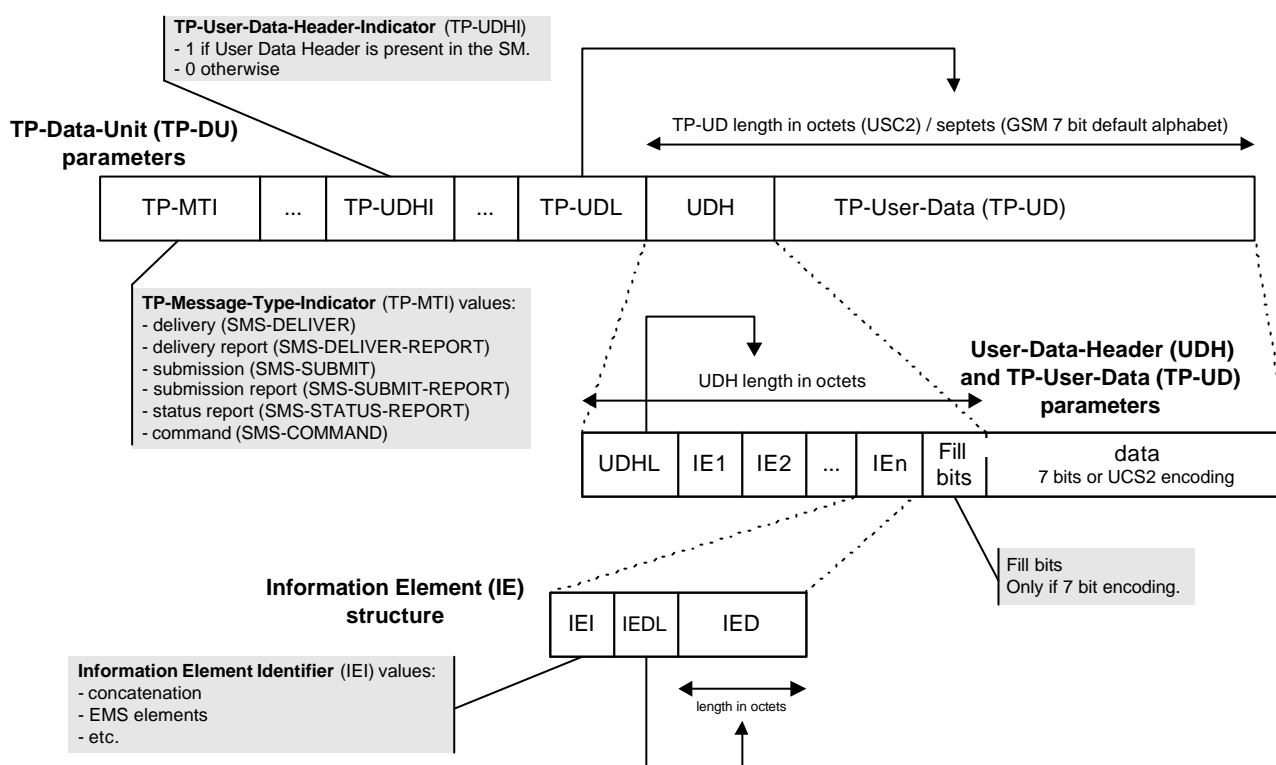 TP-User-Data-Header-Indicator (TP-UDHI)
- 1 if User Data Header is present in the SM.
- 0 otherwise
TP-Data-Unit (TP-DU)
parameters
TP-UD length in octets (USC2) / septets (GSM 7 bit default alphabet)
TP-MTI
...
TP-UDHI
...
TP-UDL
UDH
TP-User-Data (TP-UD)
TP-Message-Type-Indicator (TP-MTI) values:
- delivery (SMS-DELIVER)
- delivery report (SMS-DELIVER-REPORT)
- submission (SMS-SUBMIT)
- submission report (SMS-SUBMIT-REPORT)
- status report (SMS-STATUS-REPORT)
- command (SMS-COMMAND)
User-Data-Header (UDH)
and TP-User-Data (TP-UD)
parameters
UDH length in octets
UDHL
IE1
IE2
...
IEn
Fill
bits
data
7 bits or UCS2 encoding
Fill bits
Only if 7 bit encoding.
Information Element (IE)
structure
IEI
IEDL
IED
Information Element Identifier (IEI) values:
- concatenation
- EMS elements
- etc.
length in octets